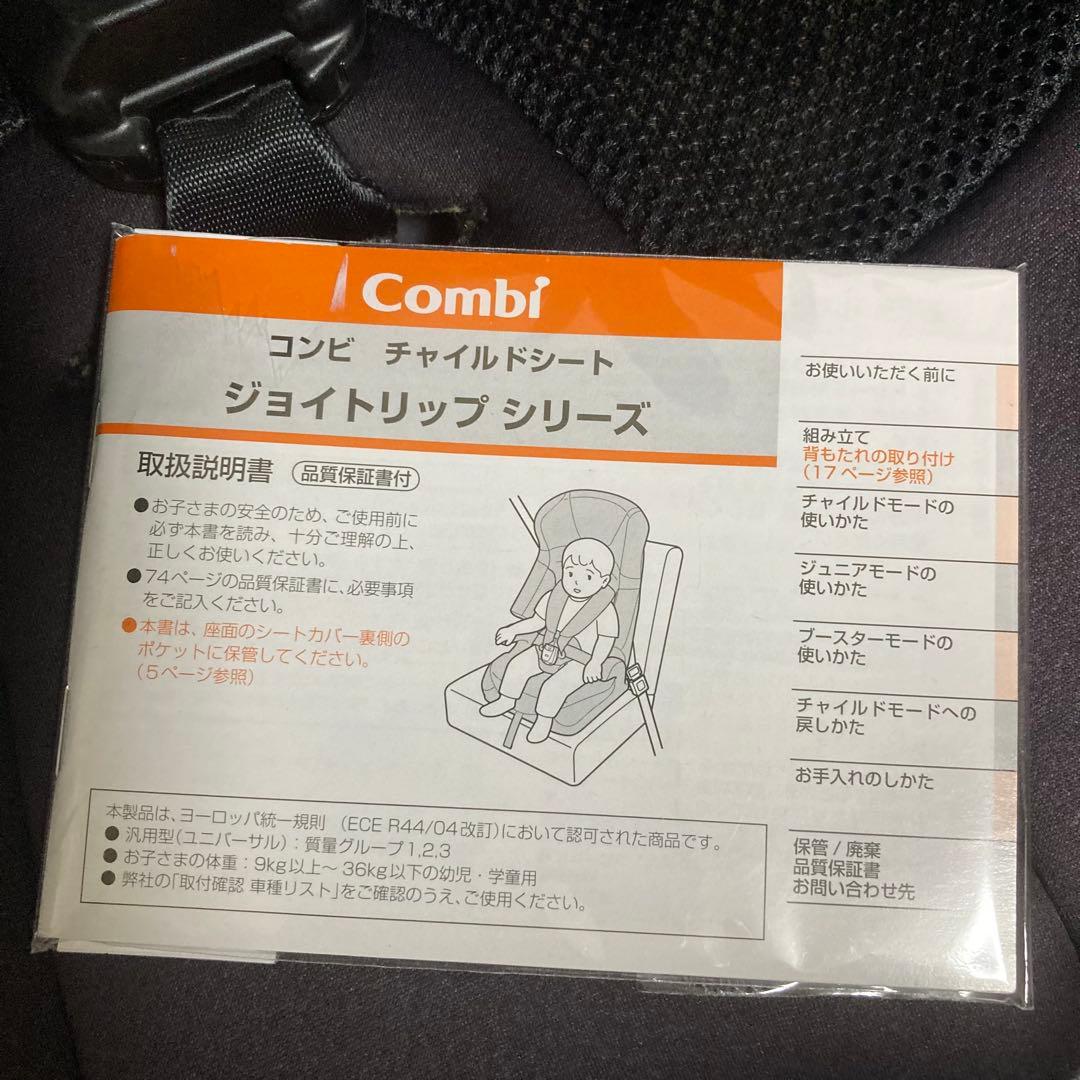 Combi
コンビ チャイルドシート
ジョイトリップ シリーズ
取扱説明書 品質保証書付
●お子さまの安全のため、ご使用前に
必ず本書を読み、十分ご理解の上、
正しくお使いください。
●74ページの品質保証書に、必要事項
をご記入ください。
●本書は、座面のシートカバー裏側の
ポケットに保管してください。
(5ページ参照)
本製品は、ヨーロッパ統一規則 (ECE R44/04改訂)において認可された商品です。
● 汎用型(ユニバーサル):質量グループ1,2,3
● お子さまの体重:9kg以上~36kg以下の幼児・学童用
● 弊社の「取付確認 車種リスト」をご確認のうえ、ご使用ください。
お使いいただく前に
組み立て
背もたれの取り付け
(17ページ参照)
チャイルドモードの
使いかた
ジュニアモードの
使いかた
ブースターモードの
使いかた
チャイルドモードへの
戻しかた
お手入れのしかた
保管/廃棄
品質保証書
お問い合わせ先